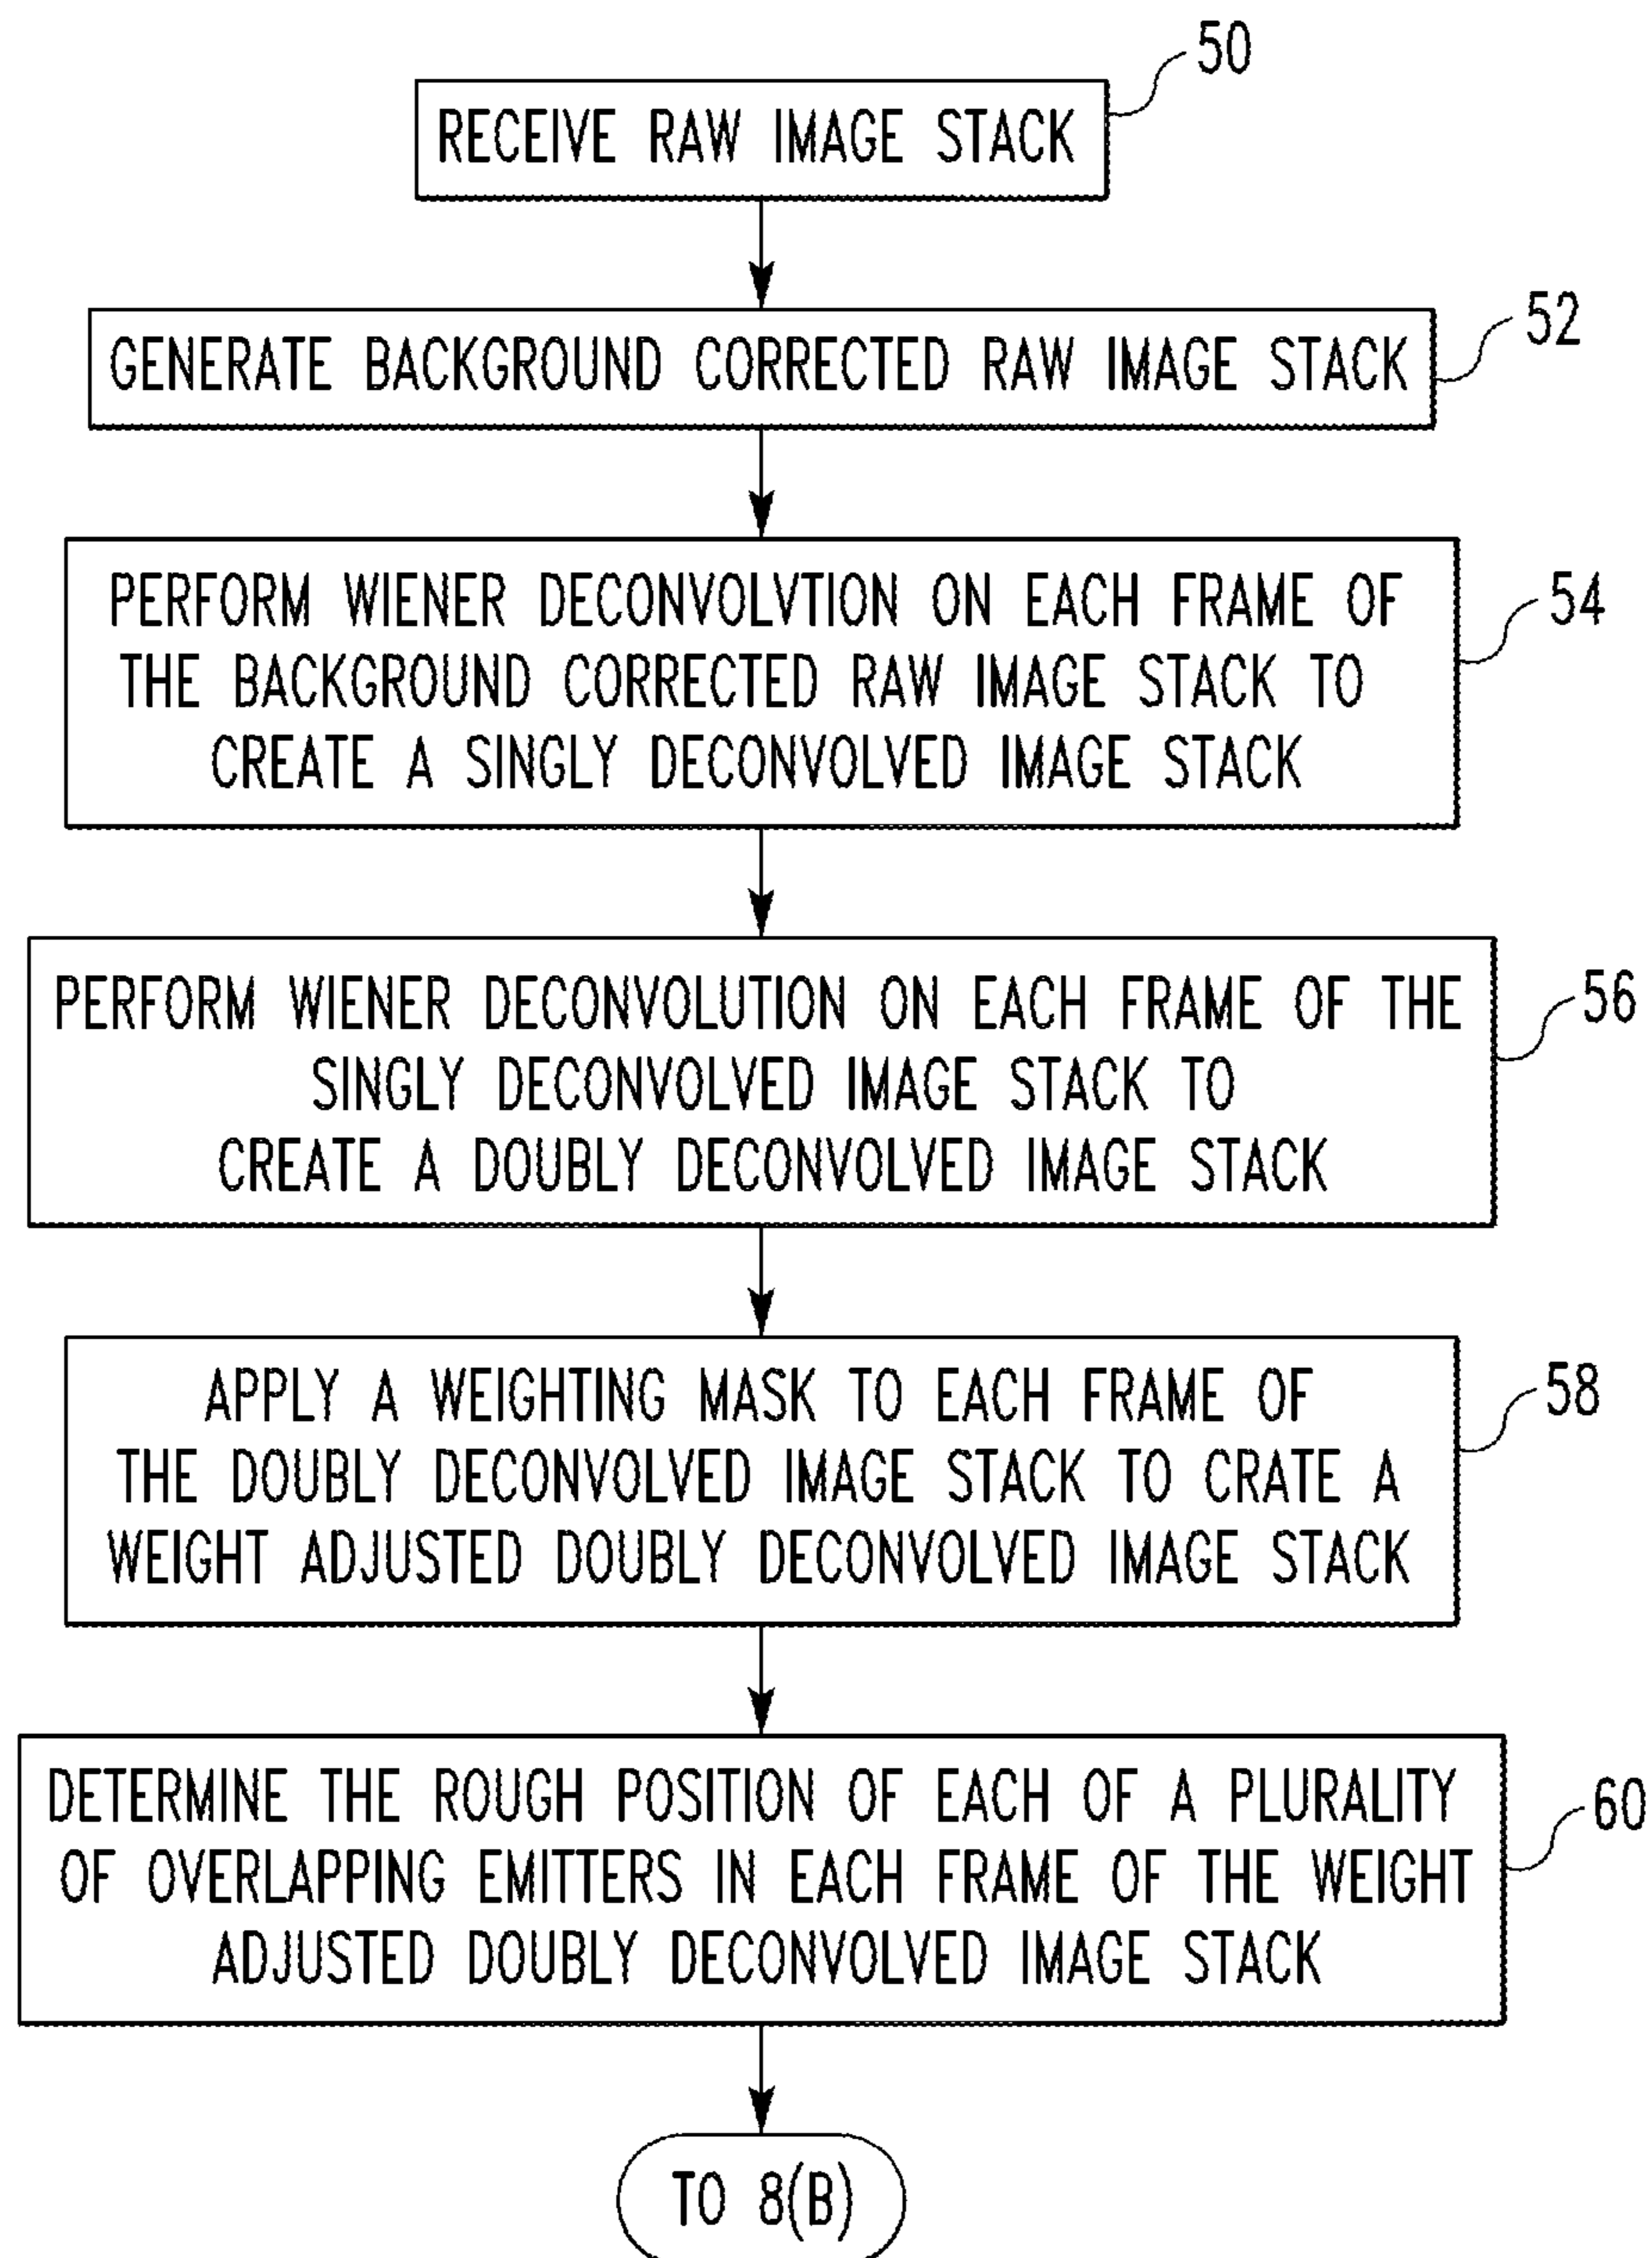 50
RECEIVE RAW IMAGE STACK
52
GENERATE BACKGROUND CORRECTED RAW IMAGE STACK
54
PERFORM WIENER DECONVOLVTION ON EACH FRAME OF
THE BACKGROUND CORRECTED RAW IMAGE STACK TO
CREATE A SINGLY DECONVOLVED IMAGE STACK
56
PERFORM WIENER DECONVOLUTION ON EACH FRAME OF THE
SINGLY DECONVOLVED IMAGE STACK TO
CREATE A DOUBLY DECONVOLVED IMAGE STACK
58
APPLY A WEIGHTING MASK TO EACH FRAME OF
THE DOUBLY DECONVOLVED IMAGE STACK TO CRATE A
WEIGHT ADJUSTED DOUBLY DECONVOLVED IMAGE STACK
60
DETERMINE THE ROUGH POSITION OF EACH OF A PLURALITY
OF OVERLAPPING EMITTERS IN EACH FRAME OF THE WEIGHT
ADJUSTED DOUBLY DECONVOLVED IMAGE STACK
TO 8(B)